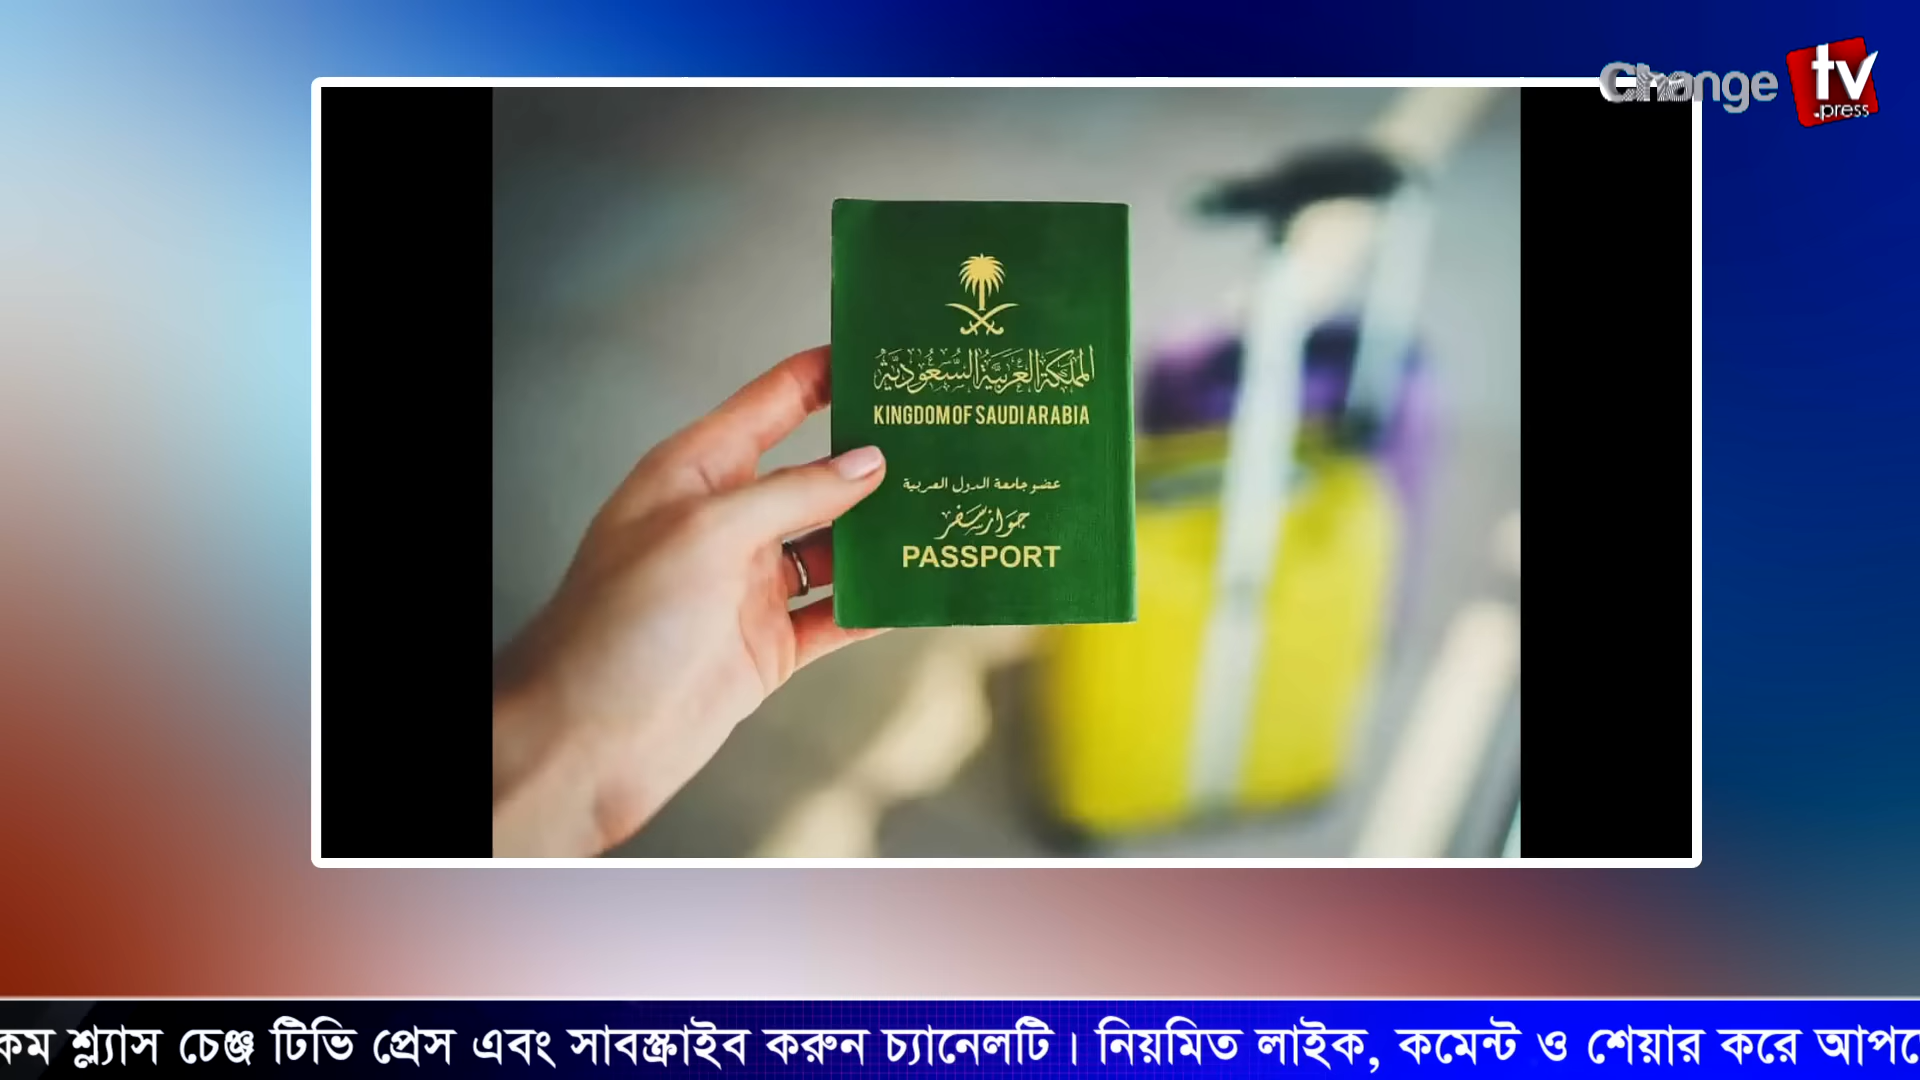 Change tv
.press
المملكة العربية السعودية
KINGDOM OF SAUDI ARABIA
عضو جامعة الدول العربية
جواز سفر
PASSPORT
কম শ্ল্যাস চেঞ্জ টিভি প্রেস এবং সাবস্ক্রাইব করুন চ্যানেলটি। নিয়মিত লাইক, কমেন্ট ও শেয়ার করে